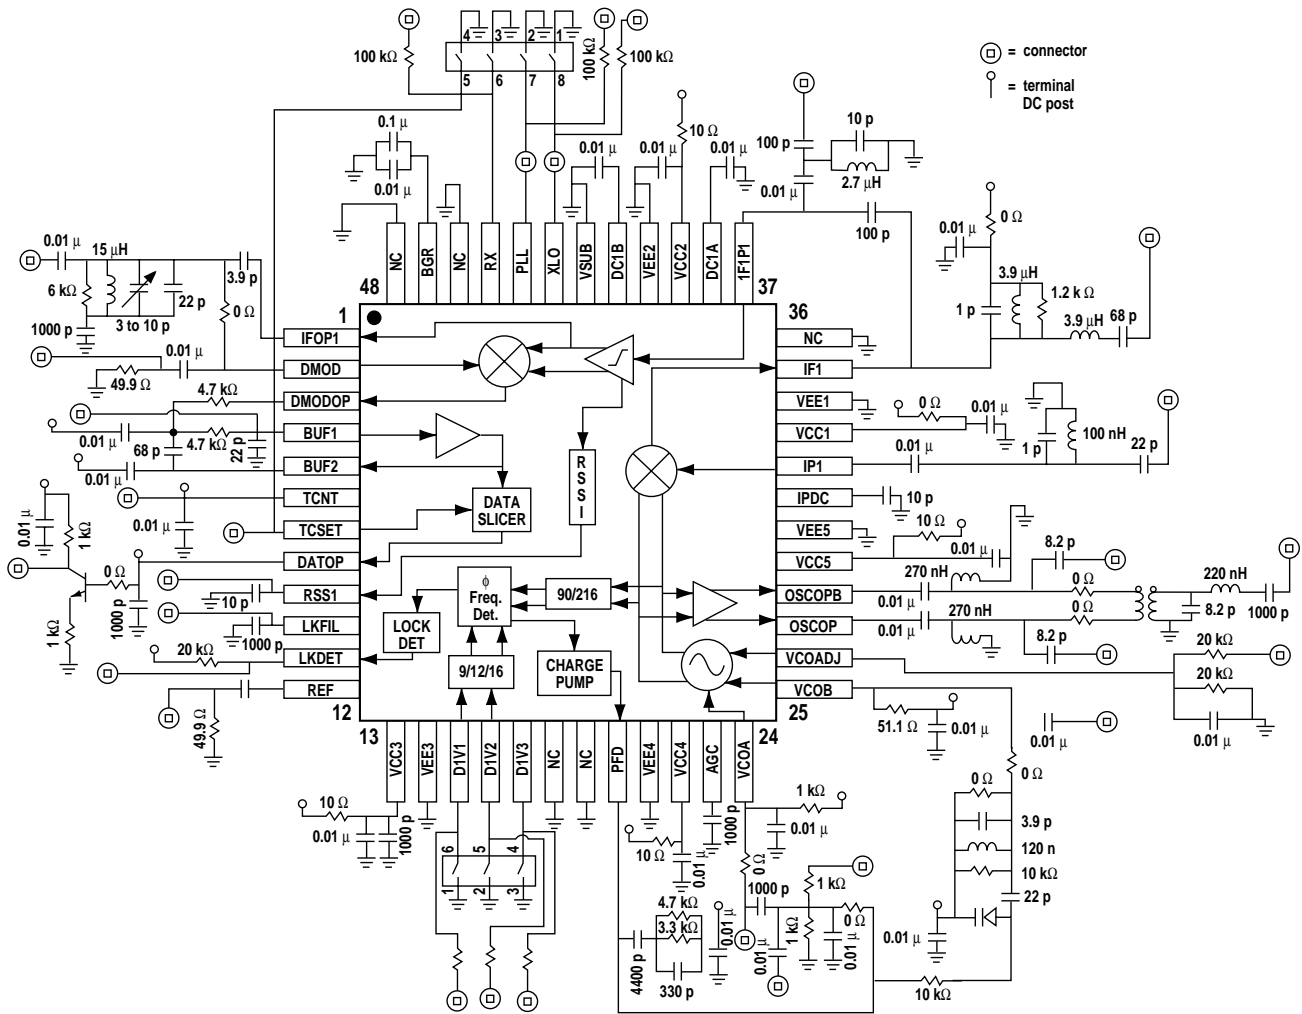 4 3 2 1
100 kΩ
5 6 7 8
100 kΩ
100 kΩ
= connector
= terminal
DC post
0.1 μ
0.01 μ
0.01 μ
0.01 μ
10 Ω
0.01 μ
100 p
0.01 μ
10 p
2.7 μH
100 p
0 Ω
0.01 μ
3.9 μH
1 p
1.2 k Ω
3.9 μH
68 p
NC
BGR
NC
RX
PLL
XLO
VSUB
DC1B
VEE2
VCC2
DC1A
1F1P1
48
37
1
36
0.01 μ
15 μH
3.9 p
6 kΩ
22 p
0 Ω
1000 p
3 to 10 p
0.01 μ
49.9 Ω
4.7 kΩ
0.01 μ
4.7 kΩ
68 p
22 p
0.01 μ
0.01 μ
0.01 μ
1 kΩ
0 Ω
1000 p
10 p
1 kΩ
1000 p
20 kΩ
49.9 Ω
IFOP1
DMOD
DMODOP
BUF1
BUF2
TCNT
TCSET
DATOP
RSS1
LKFIL
LKDET
REF
12
13
RSSI
DATA
SLICER
ϕ
Freq.
Det.
90/216
LOCK
DET
9/12/16
CHARGE
PUMP
NC
IF1
VEE1
VCC1
IP1
IPDC
VEE5
VCC5
OSCOPB
OSCOP
VCOADJ
VCOB
25
24
0 Ω
0.01 μ
1 p
100 nH
22 p
0.01 μ
10 p
10 Ω
0.01 μ
8.2 p
270 nH
0 Ω
0.01 μ
220 nH
270 nH
0 Ω
8.2 p
1000 p
0.01 μ
8.2 p
20 kΩ
20 kΩ
0.01 μ
51.1 Ω
0.01 μ
0.01 μ
0 Ω
0 Ω
3.9 p
120 n
10 kΩ
22 p
0.01 μ
10 kΩ
VCC3
VEE3
D1V1
D1V2
D1V3
NC
NC
PFD
VEE4
VCC4
AGC
VCOA
10 Ω
0.01 μ
1000 p
6 5 4
1 2 3
10 Ω
0.01 μ
1000 p
1 kΩ
0.01 μ
0 Ω
1000 p
1 kΩ
4.7 kΩ
3.3 kΩ
4400 p
330 p
0.01 μ
0.01 μ
1 kΩ
0 Ω
0.01 μ